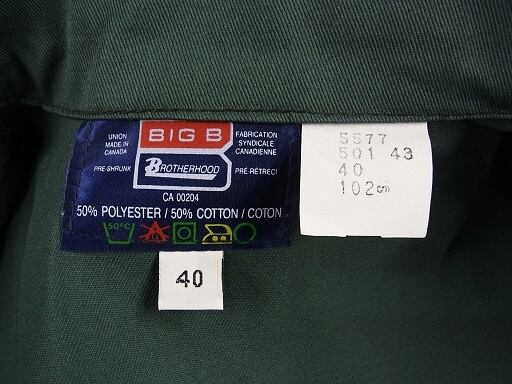 UNION
MADE IN
CANADA
PRE-SHRUNK
BIG B
BROTHERHOOD
CA 00204
FABRICATION
SYNDICALE
CANADIENNE
PRÉ-RÉTRECI
50% POLYESTER / 50% COTTON / COTON
50°C
40
5577
501 43
40
102cm